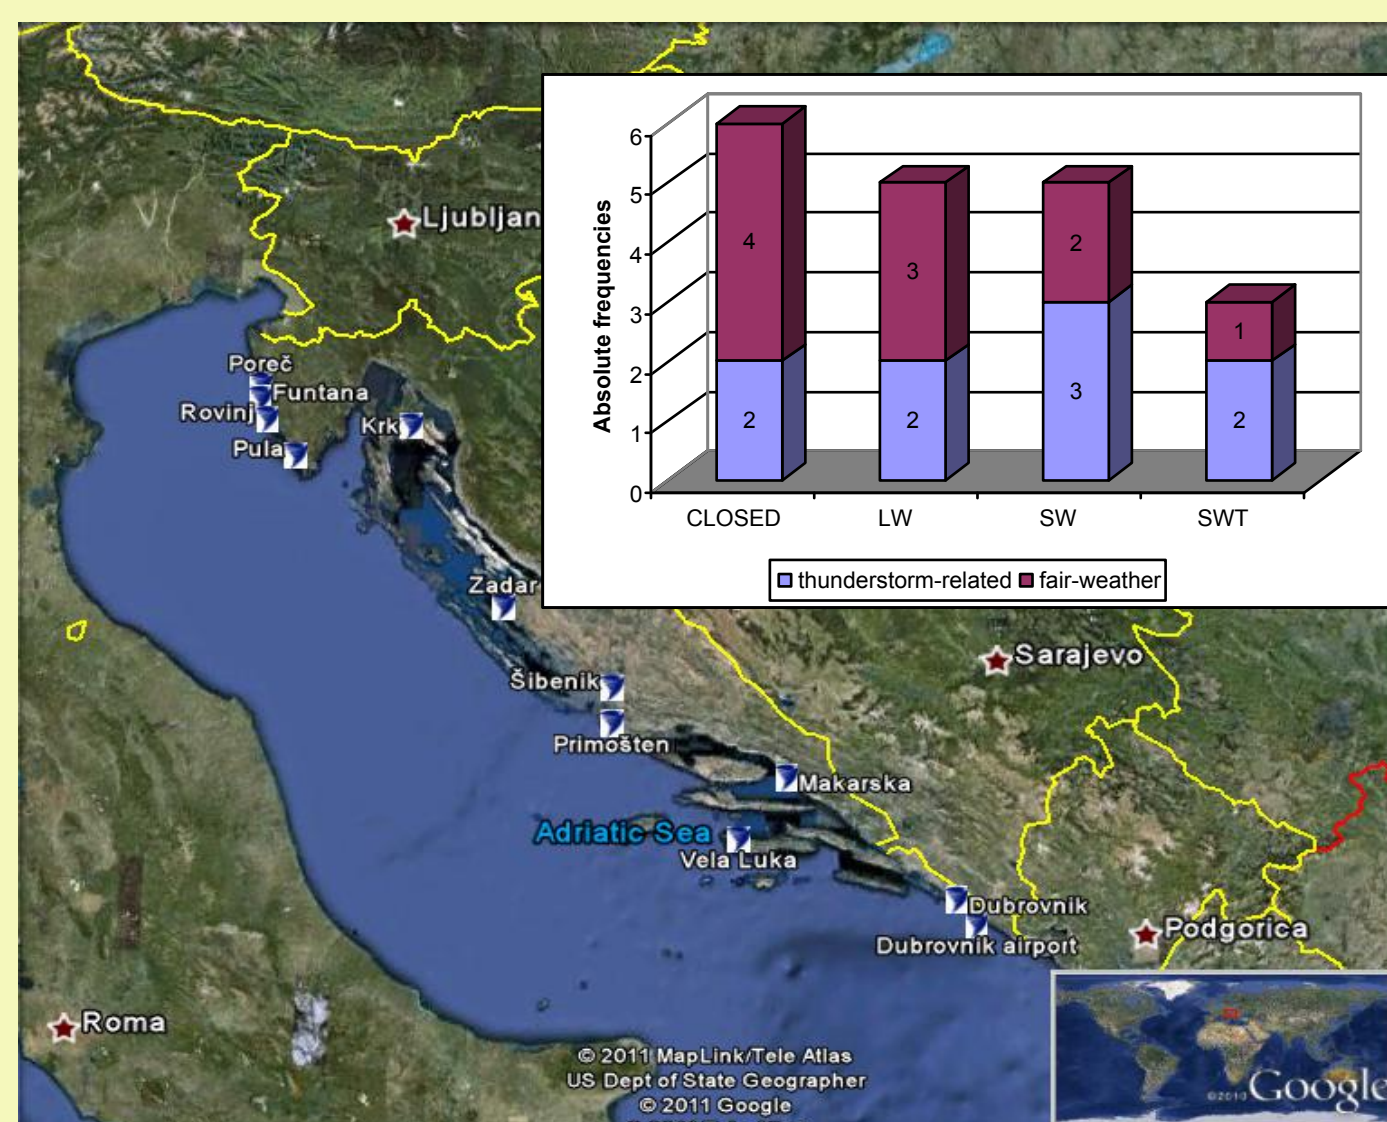 Ljubljan
Poreč
Funtana
Rovinj
Krk
Pula
Zadar
Šibenik
Primošten
Makarska
Adriatic Sea
Vela Luka
Dubrovnik
Dubrovnik airport
Sarajevo
Podgorica
Roma
Absolute frequencies
6
5
4
3
2
1
0
4
3
2
1
2
2
3
2
CLOSED LW SW SWT
thunderstorm-related fair-weather
© 2011 MapLink/Tele Atlas
US Dept of State Geographer
© 2011 Google
©2010 Google